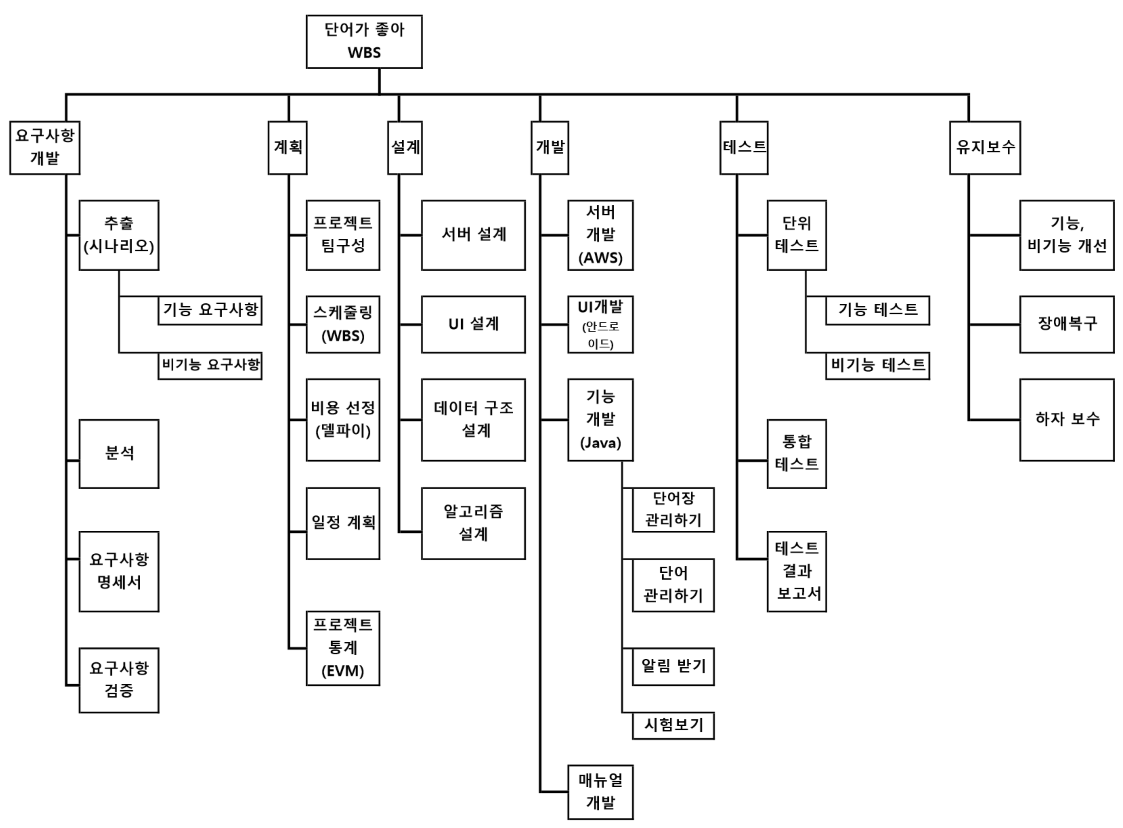 단어가 좋아
WBS
요구사항
개발
추출
(시나리오)
기능 요구사항
비기능 요구사항
분석
요구사항
명세서
요구사항
검증
계획
프로젝트
팀구성
스케줄링
(WBS)
비용 선정
(델파이)
일정 계획
프로젝트
통계
(EVM)
설계
서버 설계
UI 설계
데이터 구조
설계
알고리즘
설계
개발
서버
개발
(AWS)
UI개발
(안드로
이드)
기능
개발
(Java)
단어장
관리하기
단어
관리하기
알림 받기
시험보기
매뉴얼
개발
테스트
단위
테스트
기능 테스트
비기능 테스트
통합
테스트
테스트
결과
보고서
유지보수
기능,
비기능 개선
장애복구
하자 보수